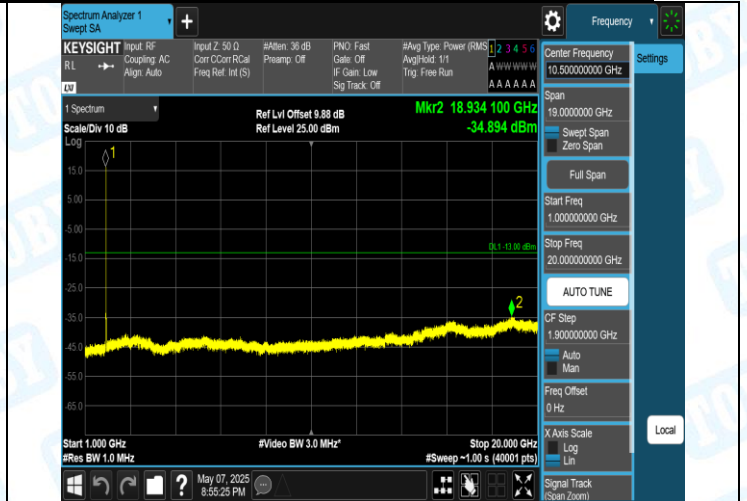 Spectrum Analyzer 1
Swept SA
+
Frequency
KEYSIGHT
RL
LXI
Input: RF
Coupling: AC
Align: Auto
Input Z: 50 Ω
Corr CCorr RCal
Freq Ref: Int (S)
#Atten: 36 dB
Preamp: Off
PNO: Fast
Gate: Off
IF Gain: Low
Sig Track: Off
#Avg Type: Power (RMS
Avg|Hold: 1/1
Trig: Free Run
1 2 3 4 5 6
A W W W W W
A A A A A A
1 Spectrum
Scale/Div 10 dB
Log
Ref Lvl Offset 9.88 dB
Ref Level 25.00 dBm
Mkr2 18.934 100 GHz
-34.894 dBm
1
15.0
5.00
-5.00
DL1 -13.00 dBm
-15.0
-25.0
2
-35.0
-45.0
-55.0
-65.0
Start 1.000 GHz
#Res BW 1.0 MHz
#Video BW 3.0 MHz*
Stop 20.000 GHz
#Sweep ~1.00 s (40001 pts)
?
May 07, 2025
8:55:25 PM
Center Frequency
10.500000000 GHz
Settings
Span
19.0000000 GHz
Swept Span
Zero Span
Full Span
Start Freq
1.000000000 GHz
Stop Freq
20.000000000 GHz
AUTO TUNE
CF Step
1.900000000 GHz
Auto
Man
Freq Offset
0 Hz
X Axis Scale
Log
Lin
Local
Signal Track
(Span Zoom)